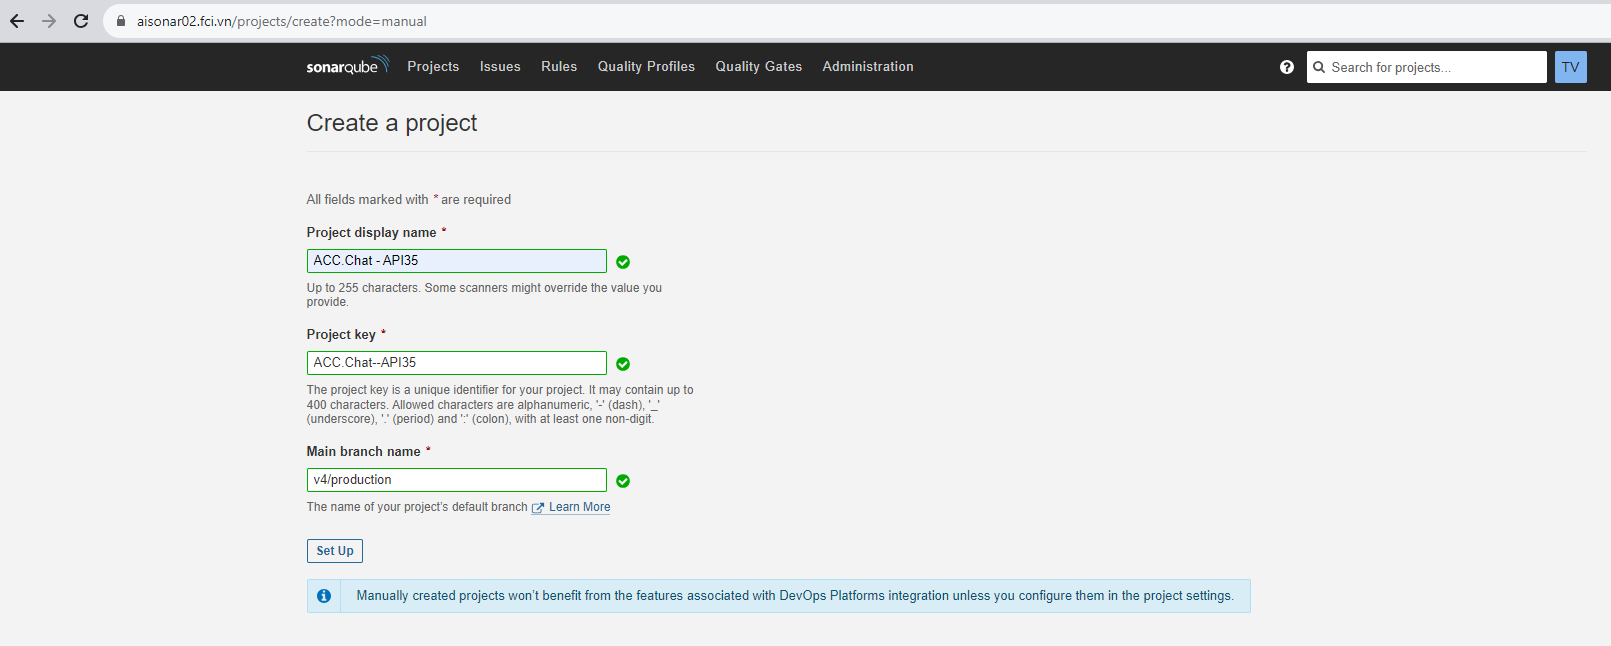 aisonar02.fci.vn/projects/create?mode=manual
sonarqube Projects Issues Rules Quality Profiles Quality Gates Administration Search for projects... TV
Create a project
All fields marked with * are required
Project display name *
ACC.Chat - API35
Up to 255 characters. Some scanners might override the value you
provide.
Project key *
ACC.Chat--API35
The project key is a unique identifier for your project. It may contain up to
400 characters. Allowed characters are alphanumeric, '-' (dash), '_'
(underscore), '.' (period) and ':' (colon), with at least one non-digit.
Main branch name *
v4/production
The name of your project's default branch Learn More
Set Up
Manually created projects won't benefit from the features associated with DevOps Platforms integration unless you configure them in the project settings.